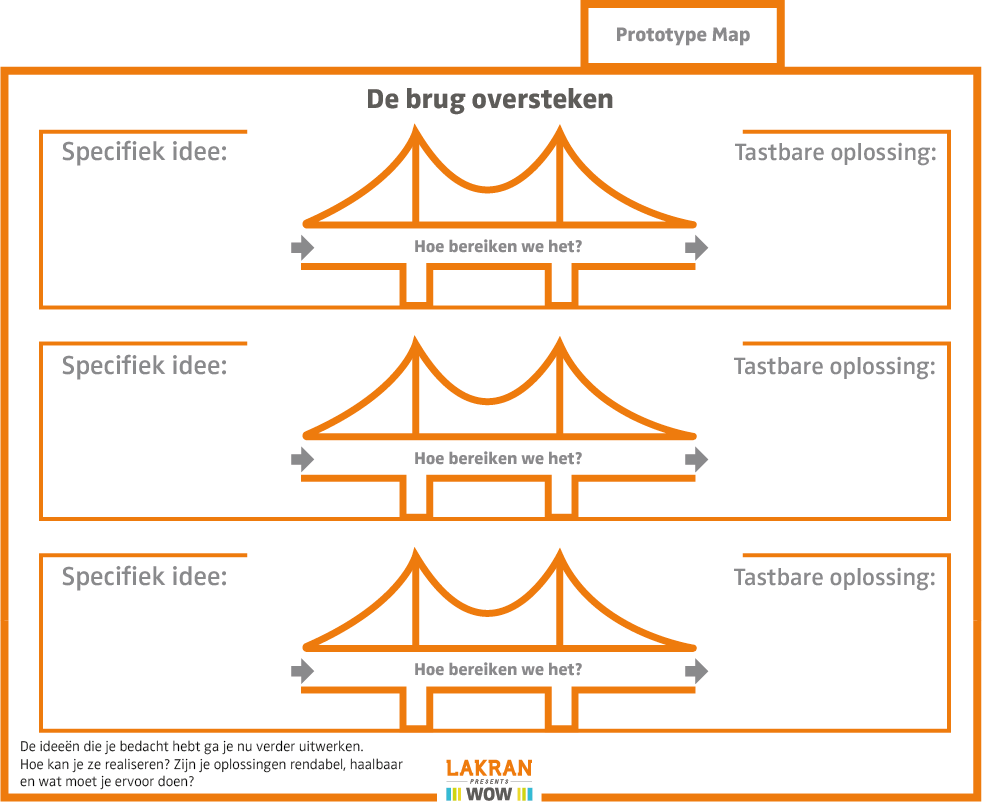 Prototype Map
De brug oversteken
Specifiek idee:
Tastbare oplossing:
Hoe bereiken we het?
Specifiek idee:
Tastbare oplossing:
Hoe bereiken we het?
Specifiek idee:
Tastbare oplossing:
Hoe bereiken we het?
De ideeën die je bedacht hebt ga je nu verder uitwerken.
Hoe kan je ze realiseren? Zijn je oplossingen rendabel, haalbaar
en wat moet je ervoor doen?
LAKRAN
PRESENTS
WOW